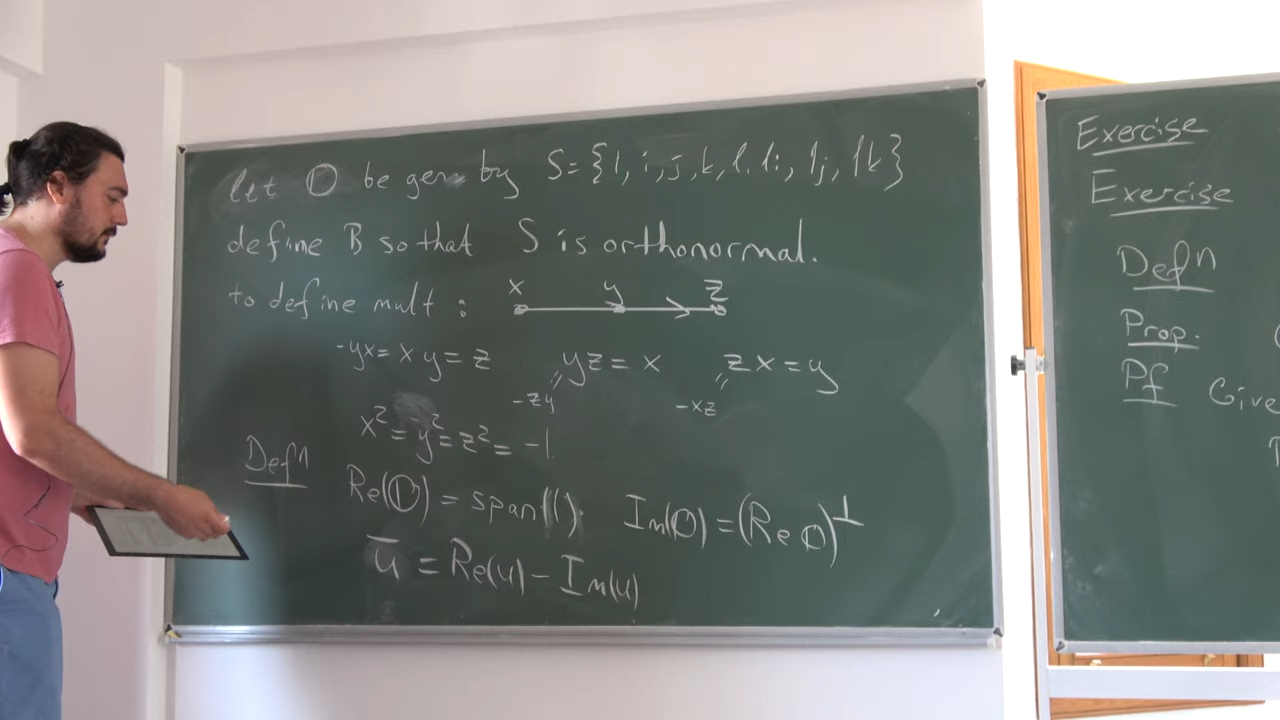 let 𝕆 be gen. by S = {1, i, j, k, l, li, lj, lk}
define B so that S is orthonormal.
to define mult :
x y z
-yx = xy = z yz = x zx = y
= -zy = -xz
x² = y² = z² = -1
Defn Re(𝕆) = span(1). Im(𝕆) = (Re 𝕆)^⊥
ū = Re(u) - Im(u)
Exercise
Exercise
Defn
Prop.
Pf Give